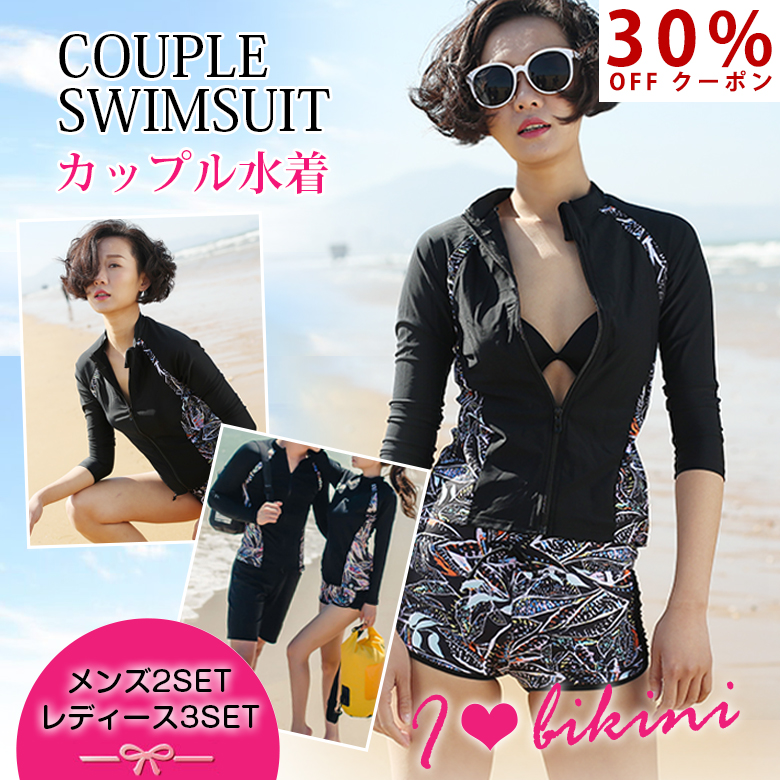 COUPLE
SWIMSUIT
カップル水着
30%
OFF クーポン
メンズ2SET
レディース3SET
I ❤ bikini